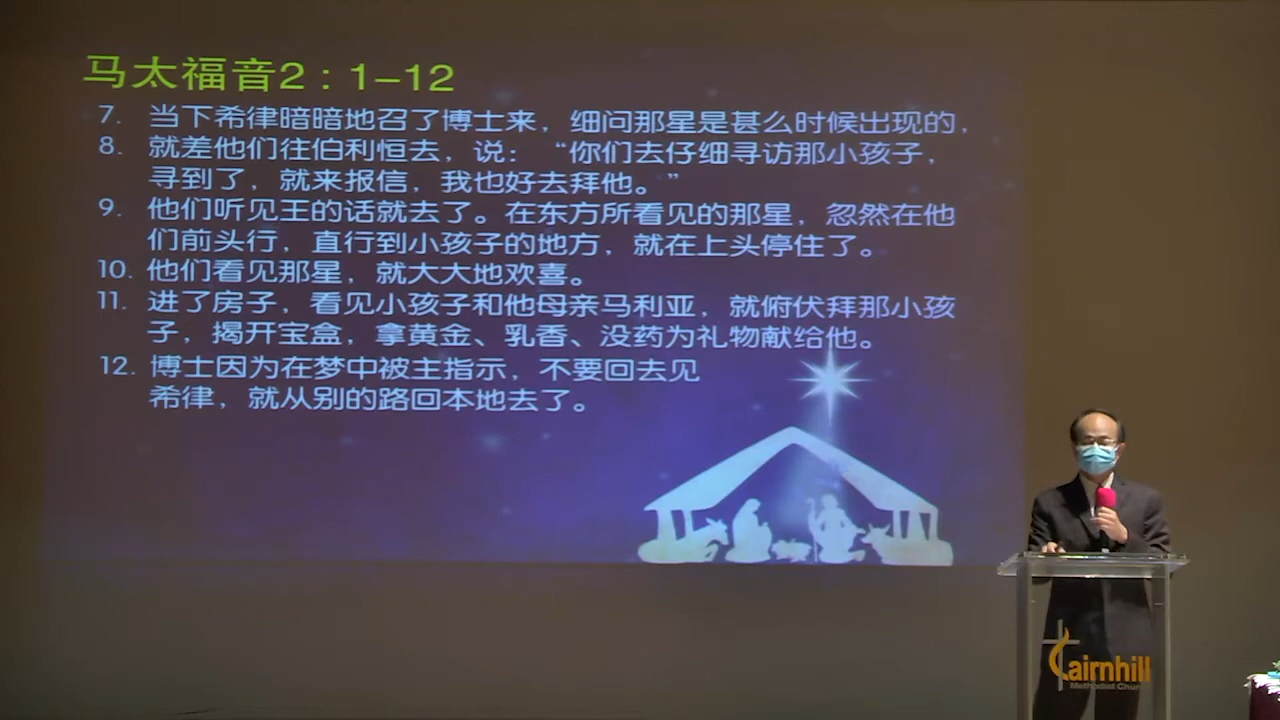 马太福音2：1-12
7. 当下希律暗暗地召了博士来，细问那星是甚么时候出现的，
8. 就差他们往伯利恒去，说：“你们去仔细寻访那小孩子，
寻到了，就来报信，我也好去拜他。”
9. 他们听见王的话就去了。在东方所看见的那星，忽然在他
们前头行，直行到小孩子的地方，就在上头停住了。
10. 他们看见那星，就大大地欢喜。
11. 进了房子，看见小孩子和他母亲马利亚，就俯伏拜那小孩
子，揭开宝盒，拿黄金、乳香、没药为礼物献给他。
12. 博士因为在梦中被主指示，不要回去见
希律，就从别的路回本地去了。
Cairnhill
Methodist Church